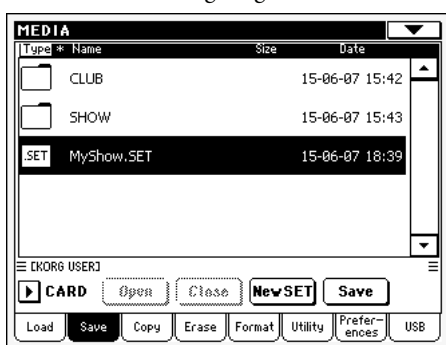 MEDIA
Type * Name Size Date
CLUB 15-06-07 15:42
SHOW 15-06-07 15:43
.SET MyShow.SET 15-06-07 18:39
[KORG USER]
CARD Open Close NewSET Save
Load Save Copy Erase Format Utility Prefer-
ences USB